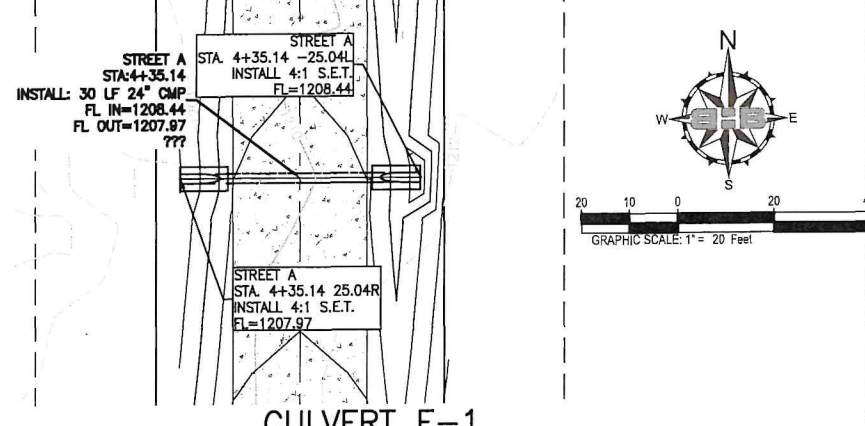 STREET A
STA:4+35.14
INSTALL: 30 LF 24" CMP
FL IN=1208.44
FL OUT=1207.97
???
STREET A
STA. 4+35.14 -25.04L
INSTALL 4:1 S.E.T.
FL=1208.44
STREET A
STA. 4+35.14 25.04R
INSTALL 4:1 S.E.T.
FL=1207.97
CULVERT E-1
N
W
E
S
20 10 0 20
GRAPHIC SCALE: 1" = 20 Feet